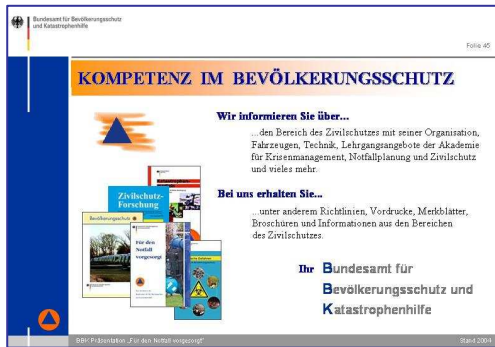 Bundesamt für Bevölkerungsschutz
und Katastrophenhilfe
Folie 45
KOMPETENZ IM BEVÖLKERUNGSSCHUTZ
Wir informieren Sie über...
...den Bereich des Zivilschutzes mit seiner Organisation,
Fahrzeugen, Technik, Lehrgangsangebote der Akademie
für Krisenmanagement, Notfallplanung und Zivilschutz
und vieles mehr.
Bei uns erhalten Sie...
...unter anderem Richtlinien, Vordrucke, Merkblätter,
Broschüren und Informationen aus den Bereichen
des Zivilschutzes.
Zivilschutz-
Forschung
Bevölkerungsschutz
Für den
Notfall
vorgesorgt
Ihr Bundesamt für
Bevölkerungsschutz und
Katastrophenhilfe
BBK Präsentation „Für den Notfall vorgesorgt"
Stand 2004